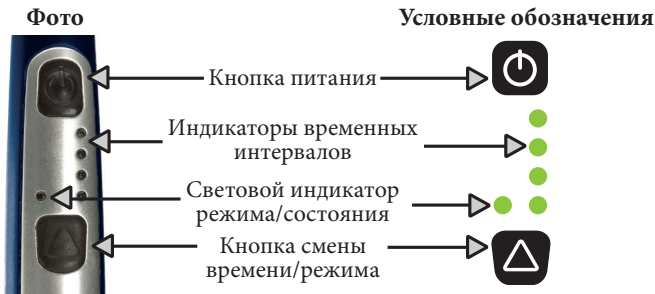 Фото
Условные обозначения
Кнопка питания
Индикаторы временных
интервалов
Световой индикатор
режима/состояния
Кнопка смены
времени/режима